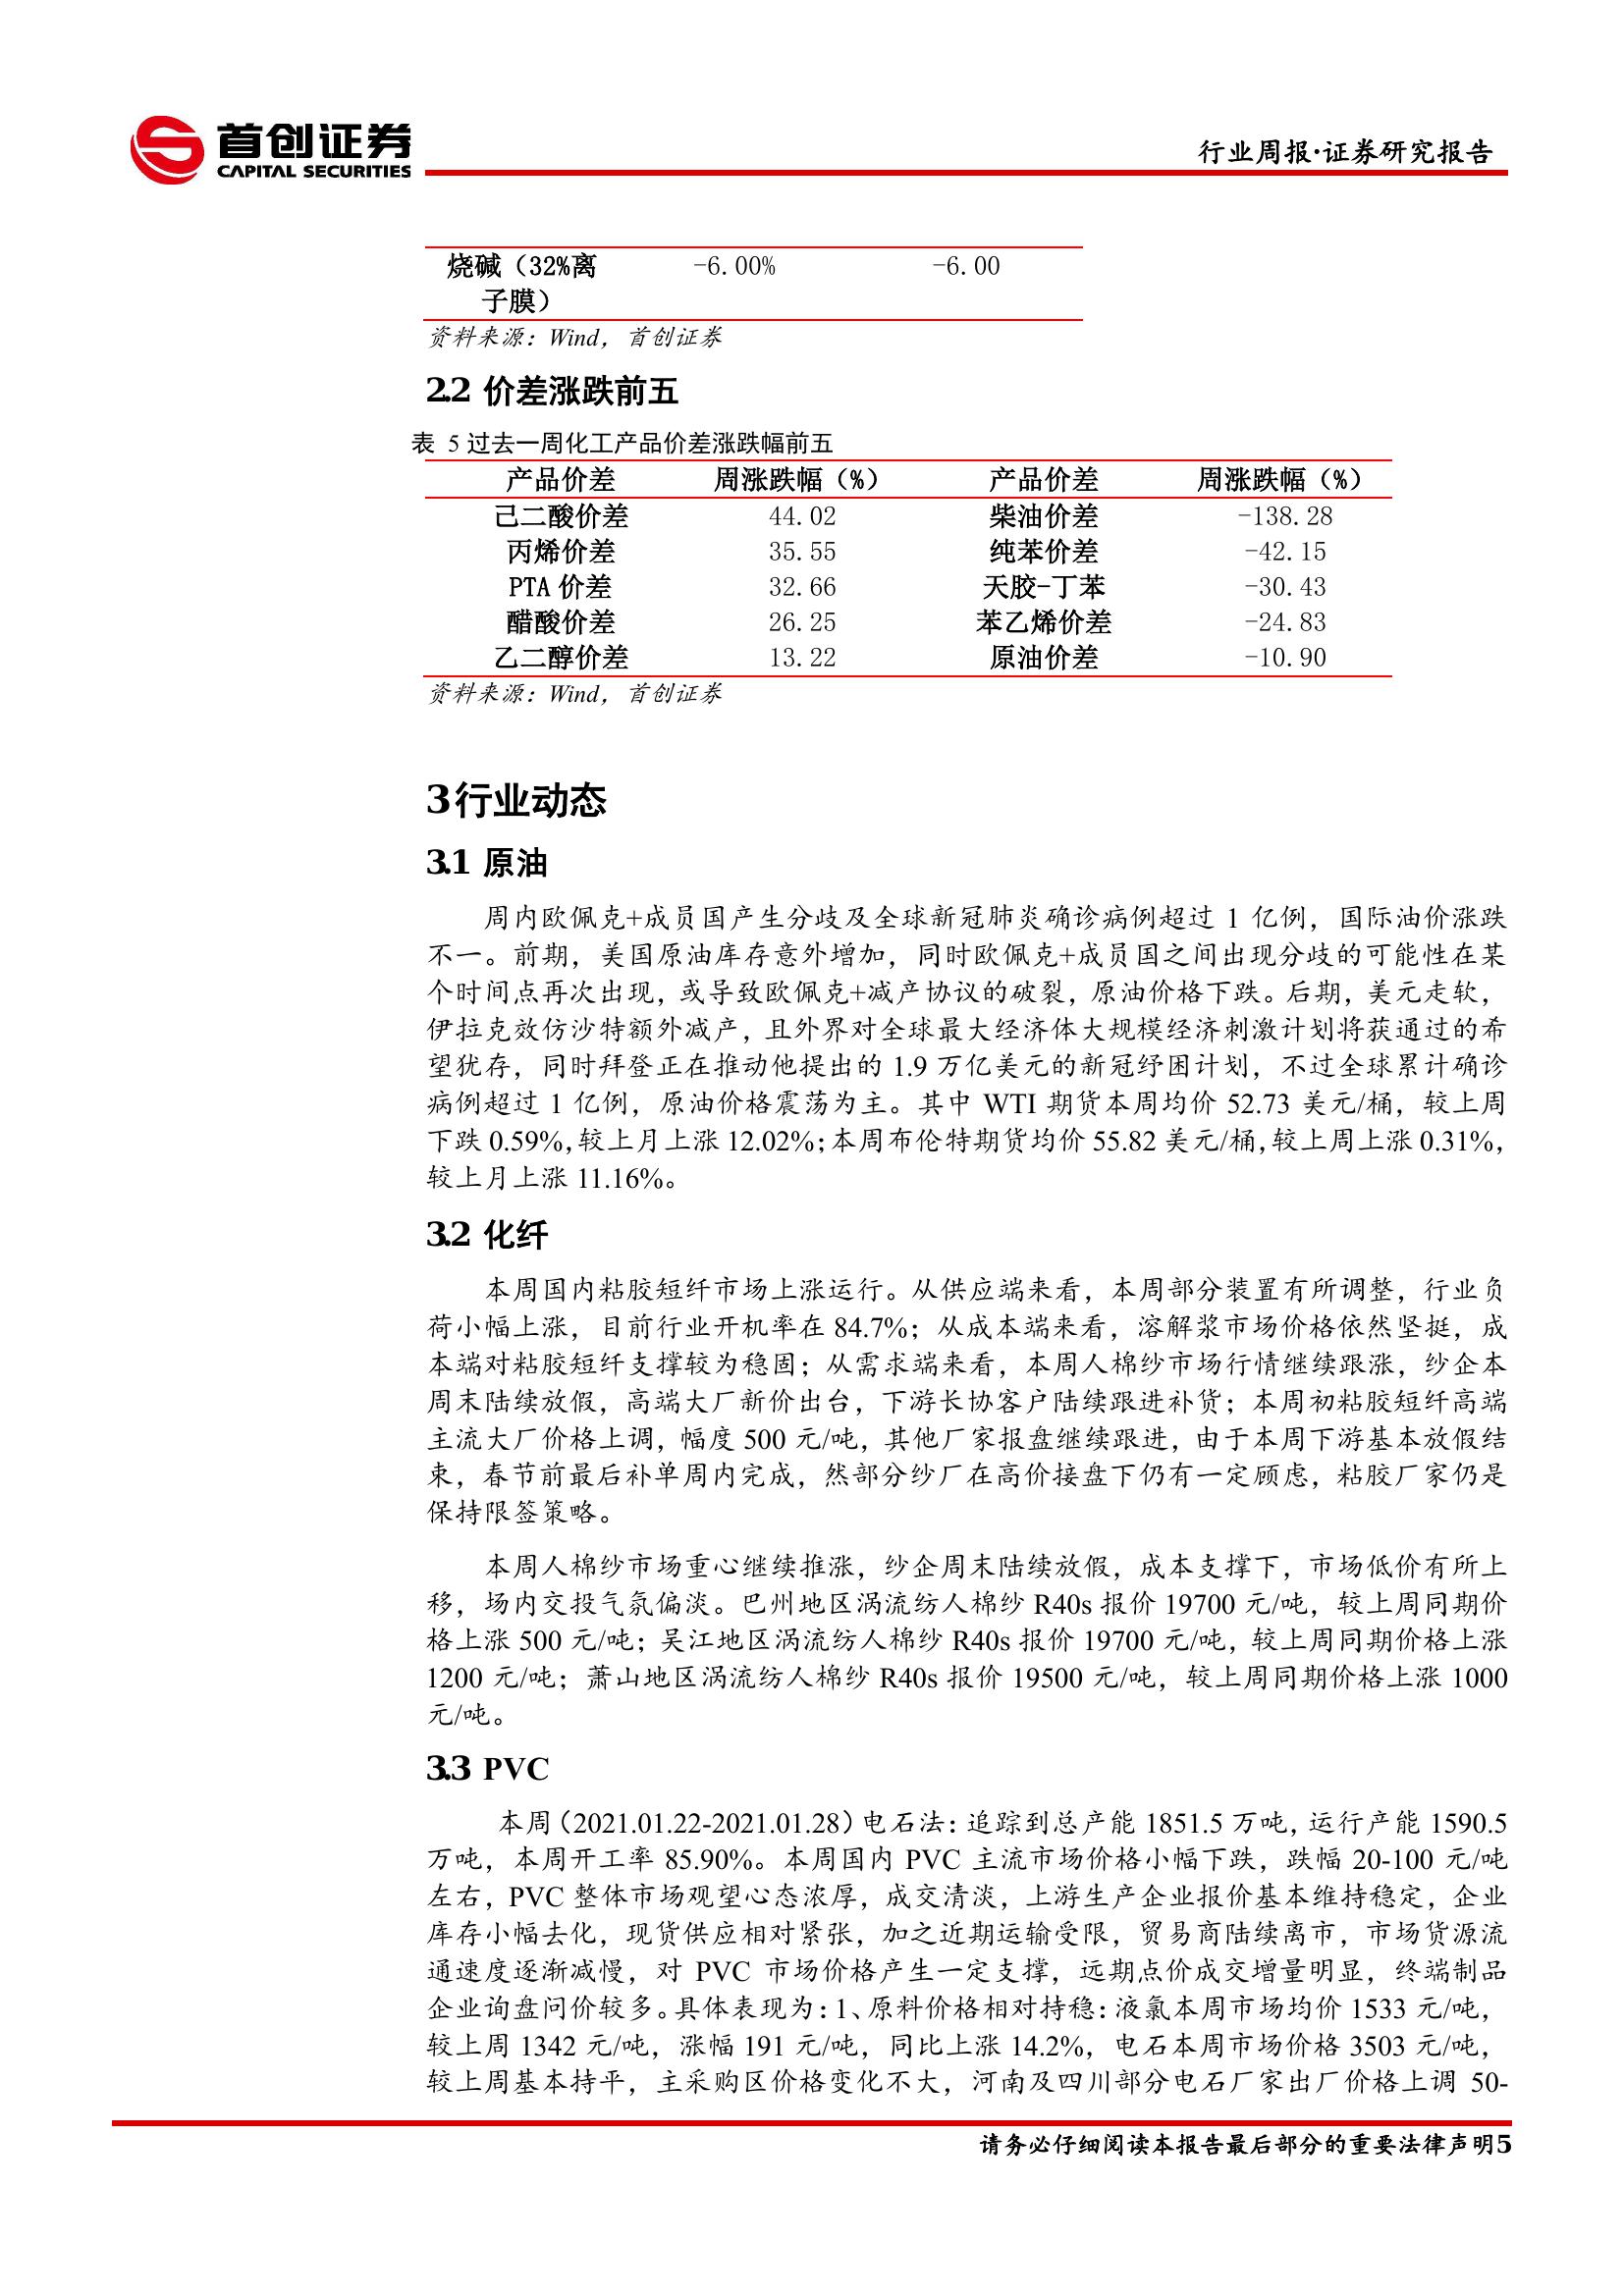 首创证券
CAPITAL SECURITIES
行业周报·证券研究报告
烧碱（32%离 -6.00% -6.00
子膜）
资料来源：Wind，首创证券
2.2 价差涨跌前五
表 5 过去一周化工产品价差涨跌幅前五
产品价差 周涨跌幅（%） 产品价差 周涨跌幅（%）
己二酸价差 44.02 柴油价差 -138.28
丙烯价差 35.55 纯苯价差 -42.15
PTA 价差 32.66 天胶-丁苯 -30.43
醋酸价差 26.25 苯乙烯价差 -24.83
乙二醇价差 13.22 原油价差 -10.90
资料来源：Wind，首创证券
3 行业动态
3.1 原油
周内欧佩克+成员国产生分歧及全球新冠肺炎确诊病例超过 1 亿例，国际油价涨跌
不一。前期，美国原油库存意外增加，同时欧佩克+成员国之间出现分歧的可能性在某
个时间点再次出现，或导致欧佩克+减产协议的破裂，原油价格下跌。后期，美元走软，
伊拉克效仿沙特额外减产，且外界对全球最大经济体大规模经济刺激计划将获通过的希
望犹存，同时拜登正在推动他提出的 1.9 万亿美元的新冠纾困计划，不过全球累计确诊
病例超过 1 亿例，原油价格震荡为主。其中 WTI 期货本周均价 52.73 美元/桶，较上周
下跌 0.59%，较上月上涨 12.02%；本周布伦特期货均价 55.82 美元/桶，较上周上涨 0.31%，
较上月上涨 11.16%。
3.2 化纤
本周国内粘胶短纤市场上涨运行。从供应端来看，本周部分装置有所调整，行业负
荷小幅上涨，目前行业开机率在 84.7%；从成本端来看，溶解浆市场价格依然坚挺，成
本端对粘胶短纤支撑较为稳固；从需求端来看，本周人棉纱市场行情继续跟涨，纱企本
周末陆续放假，高端大厂新价出台，下游长协客户陆续跟进补货；本周初粘胶短纤高端
主流大厂价格上调，幅度 500 元/吨，其他厂家报盘继续跟进，由于本周下游基本放假结
束，春节前最后补单周内完成，然部分纱厂在高价接盘下仍有一定顾虑，粘胶厂家仍是
保持限签策略。
本周人棉纱市场重心继续推涨，纱企周末陆续放假，成本支撑下，市场低价有所上
移，场内交投气氛偏淡。巴州地区涡流纺人棉纱 R40s 报价 19700 元/吨，较上周同期价
格上涨 500 元/吨；吴江地区涡流纺人棉纱 R40s 报价 19700 元/吨，较上周同期价格上涨
1200 元/吨；萧山地区涡流纺人棉纱 R40s 报价 19500 元/吨，较上周同期价格上涨 1000
元/吨。
3.3 PVC
本周（2021.01.22-2021.01.28）电石法：追踪到总产能 1851.5 万吨，运行产能 1590.5
万吨，本周开工率 85.90%。本周国内 PVC 主流市场价格小幅下跌，跌幅 20-100 元/吨
左右，PVC 整体市场观望心态浓厚，成交清淡，上游生产企业报价基本维持稳定，企业
库存小幅去化，现货供应相对紧张，加之近期运输受限，贸易商陆续离市，市场货源流
通速度逐渐减慢，对 PVC 市场价格产生一定支撑，远期点价成交增量明显，终端制品
企业询盘问价较多。具体表现为：1、原料价格相对持稳：液氯本周市场均价 1533 元/吨，
较上周 1342 元/吨，涨幅 191 元/吨，同比上涨 14.2%，电石本周市场价格 3503 元/吨，
较上周基本持平，主采购区价格变化不大，河南及四川部分电石厂家出厂价格上调 50-
请务必仔细阅读本报告最后部分的重要法律声明5